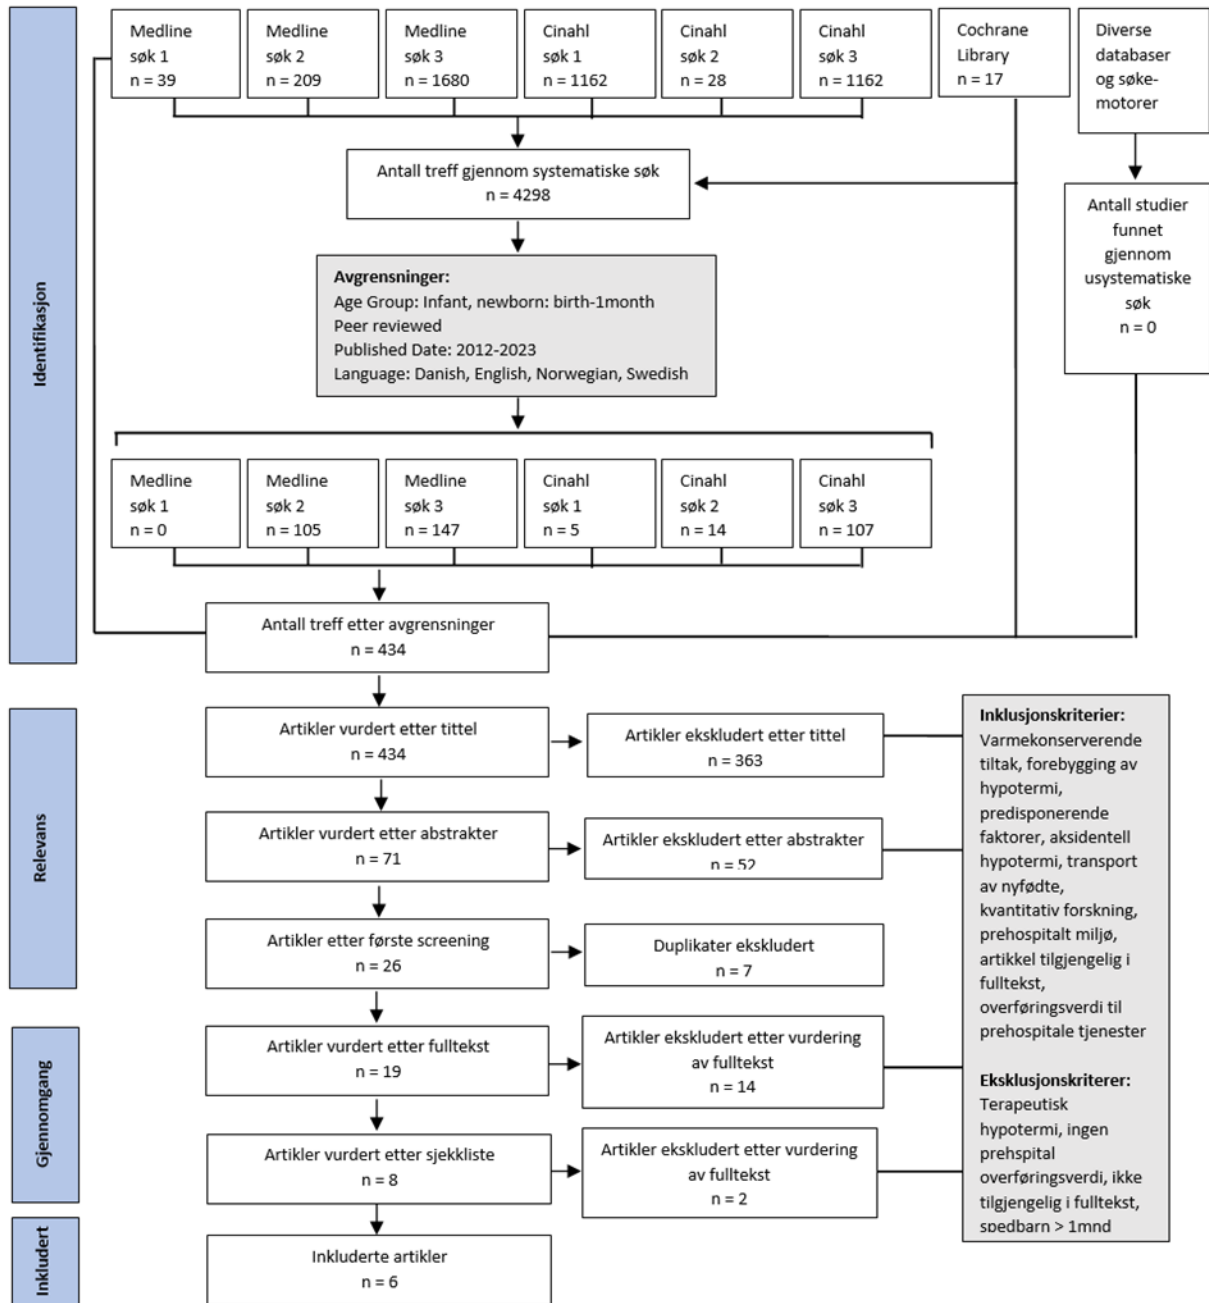 Identifikasjon
Medline
søk 1
n = 39
Medline
søk 2
n = 209
Medline
søk 3
n = 1680
Cinahl
søk 1
n = 1162
Cinahl
søk 2
n = 28
Cinahl
søk 3
n = 1162
Cochrane
Library
n = 17
Diverse
databaser
og søke-
motorer
Antall treff gjennom systematiske søk
n = 4298
Antall studier
funnet
gjennom
usystematiske
søk
n = 0
Avgrensninger:
Age Group: Infant, newborn: birth-1month
Peer reviewed
Published Date: 2012-2023
Language: Danish, English, Norwegian, Swedish
Medline
søk 1
n = 0
Medline
søk 2
n = 105
Medline
søk 3
n = 147
Cinahl
søk 1
n = 5
Cinahl
søk 2
n = 14
Cinahl
søk 3
n = 107
Antall treff etter avgrensninger
n = 434
Relevans
Artikler vurdert etter tittel
n = 434
Artikler ekskludert etter tittel
n = 363
Artikler vurdert etter abstrakter
n = 71
Artikler ekskludert etter abstrakter
n = 52
Artikler etter første screening
n = 26
Duplikater ekskludert
n = 7
Gjennomgang
Artikler vurdert etter fulltekst
n = 19
Artikler ekskludert etter vurdering
av fulltekst
n = 14
Artikler vurdert etter sjekkliste
n = 8
Artikler ekskludert etter vurdering
av fulltekst
n = 2
Inkludert
Inkluderte artikler
n = 6
Inklusjonskriterier:
Varmekonserverende
tiltak, forebygging av
hypotermi,
predisponerende
faktorer, aksidentell
hypotermi, transport
av nyfødte,
kvantitativ forskning,
prehospitalt miljø,
artikkel tilgjengelig i
fulltekst,
overføringsverdi til
prehospitale tjenester
Eksklusjonskriterer:
Terapeutisk
hypotermi, ingen
prehspital
overføringsverdi, ikke
tilgjengelig i fulltekst,
spedbarn > 1mnd